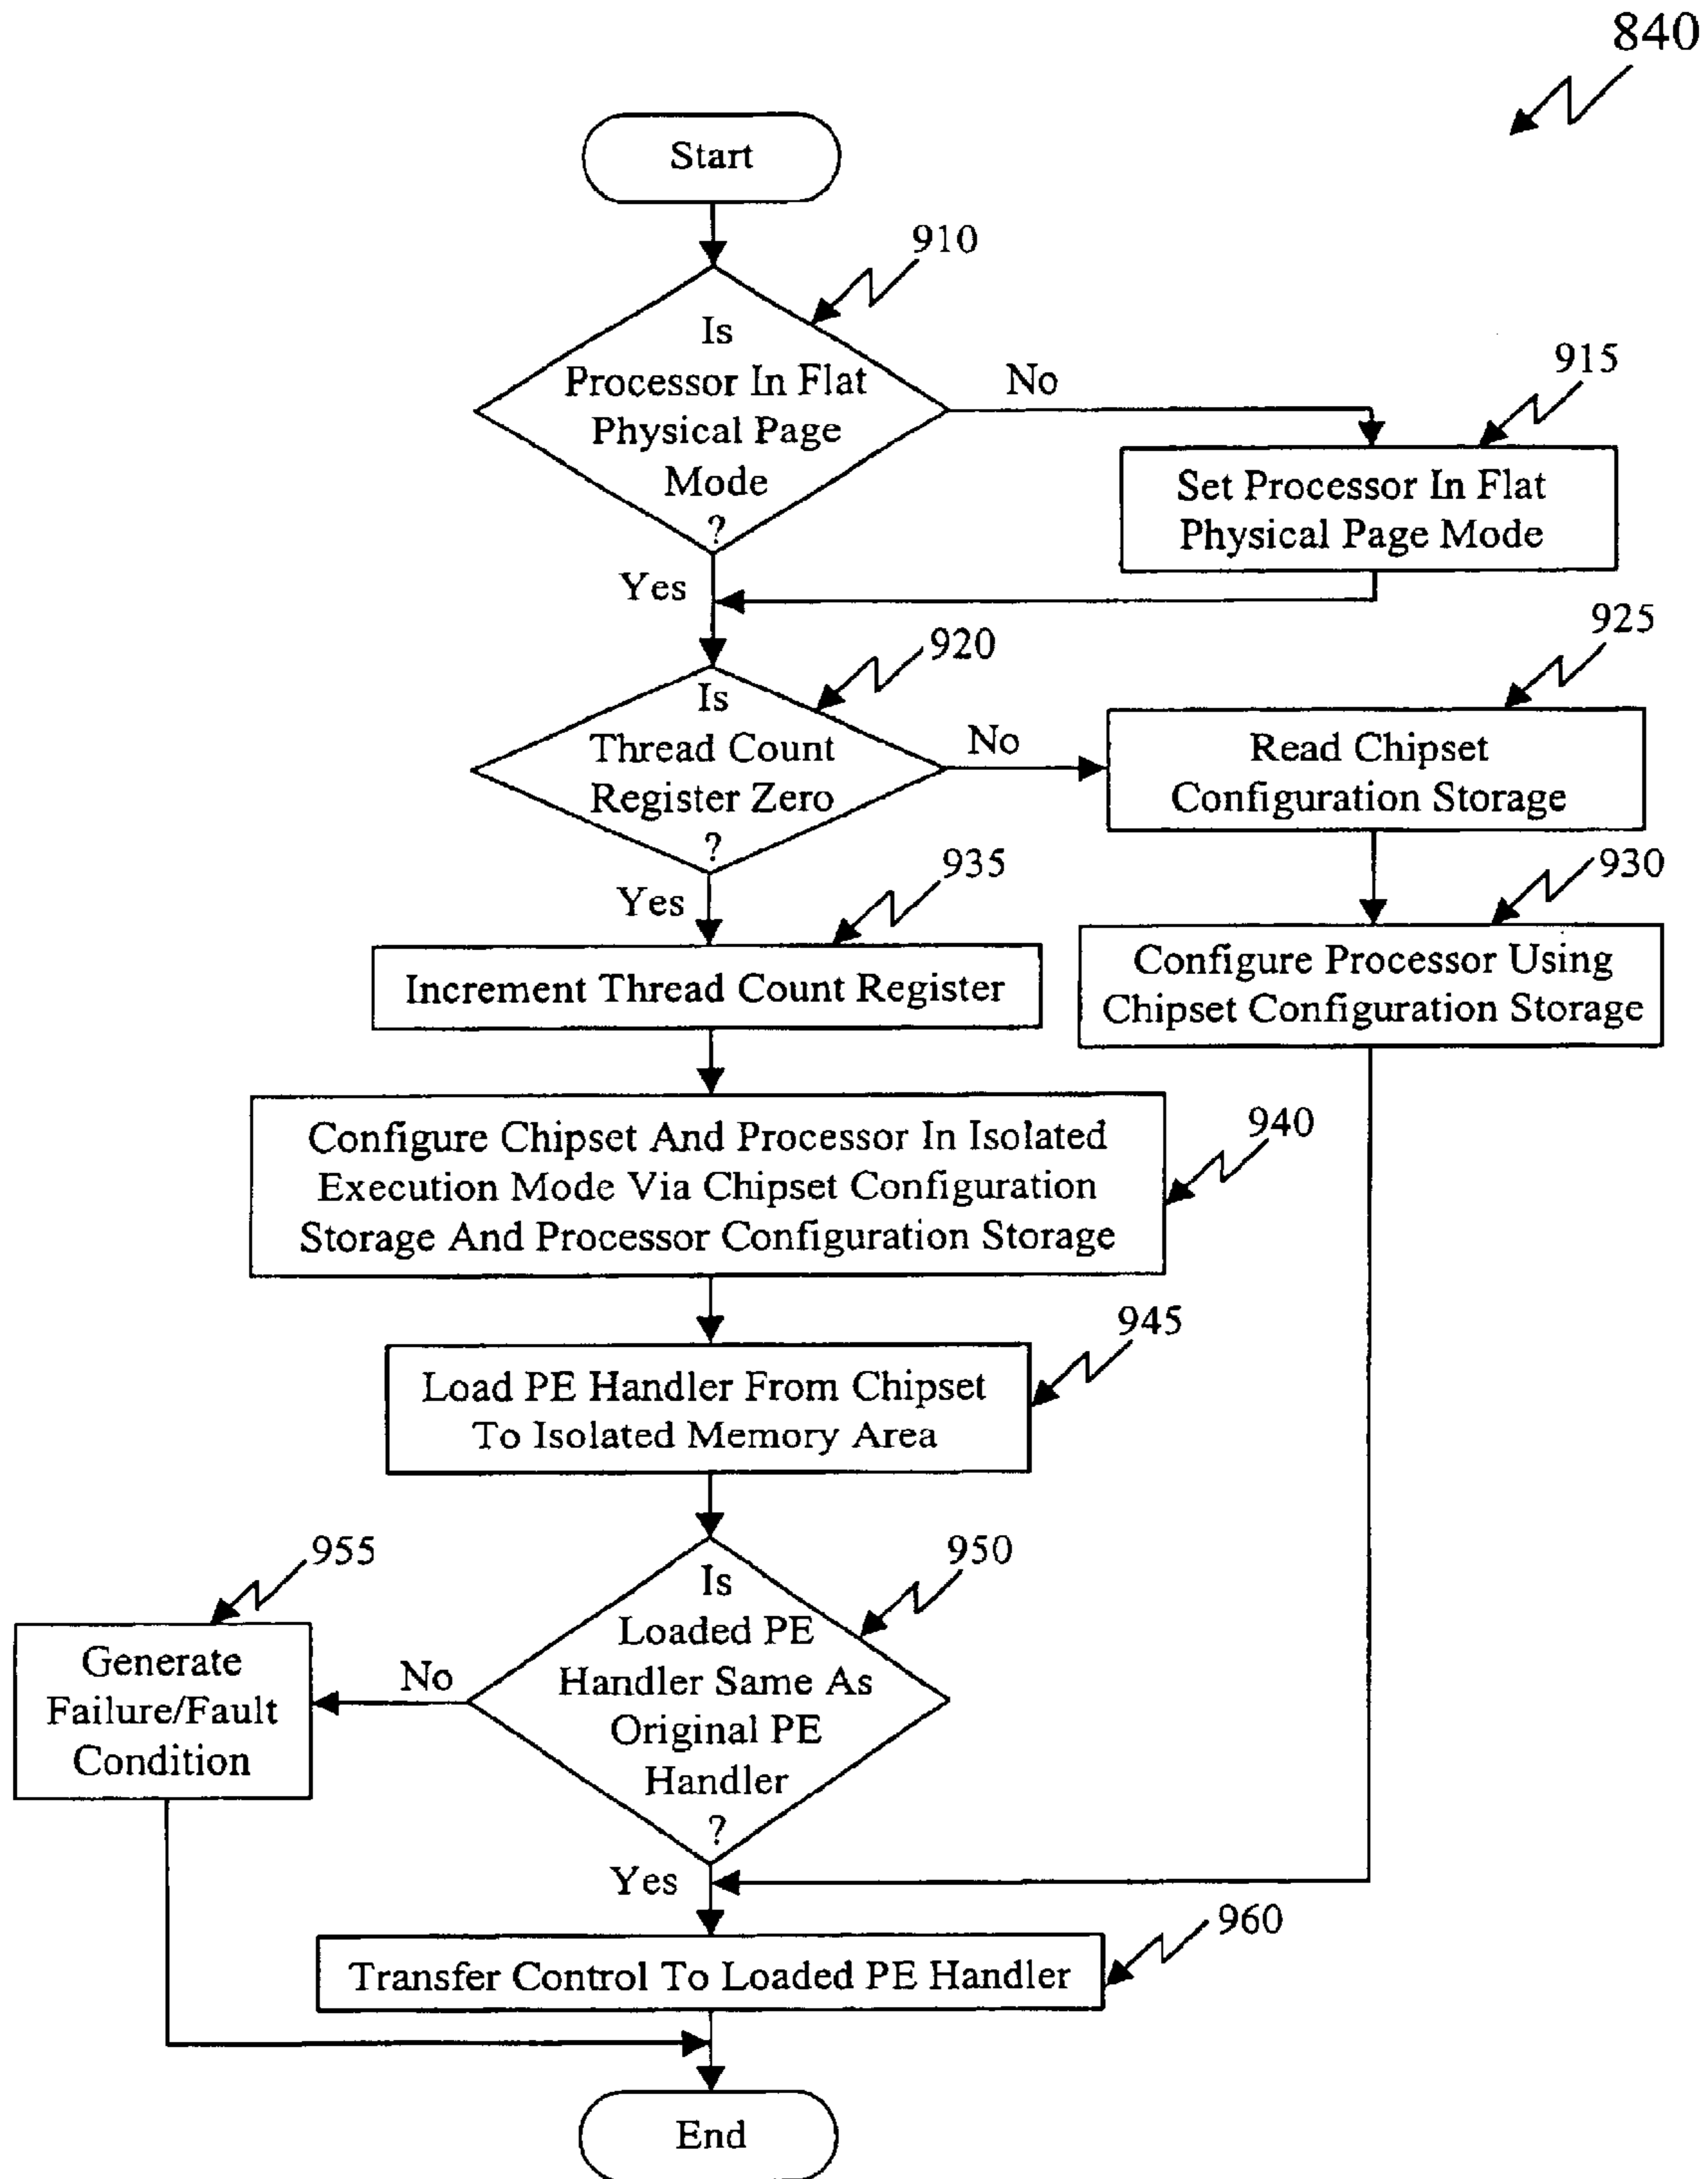 840
Start
910
Is
Processor In Flat
Physical Page
Mode
?
No
915
Set Processor In Flat
Physical Page Mode
Yes
920
Is
Thread Count
Register Zero
?
No
925
Read Chipset
Configuration Storage
930
Configure Processor Using
Chipset Configuration Storage
Yes
935
Increment Thread Count Register
940
Configure Chipset And Processor In Isolated
Execution Mode Via Chipset Configuration
Storage And Processor Configuration Storage
945
Load PE Handler From Chipset
To Isolated Memory Area
950
Is
Loaded PE
Handler Same As
Original PE
Handler
?
No
955
Generate
Failure/Fault
Condition
Yes
960
Transfer Control To Loaded PE Handler
End